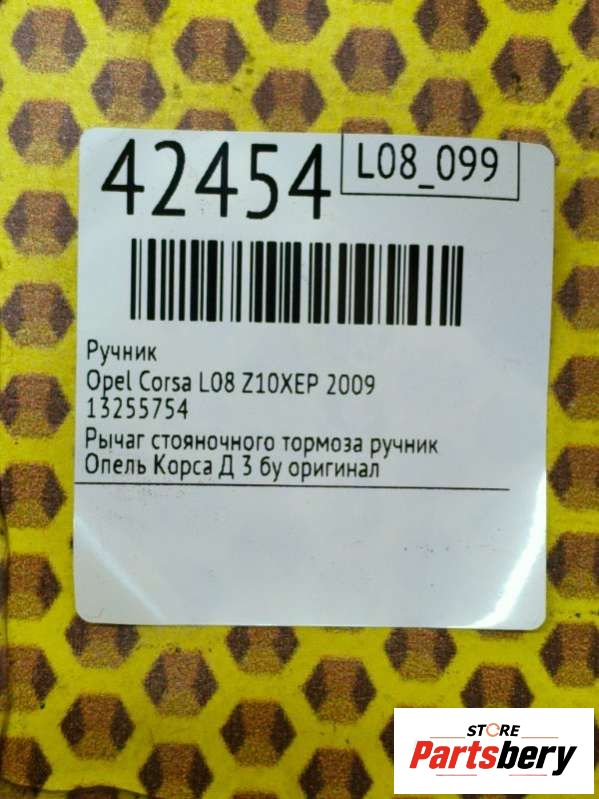 42454
L08_099
Ручник
Opel Corsa L08 Z10XEP 2009
13255754
Рычаг стояночного тормоза ручник
Опель Корса Д 3 бу оригинал
STORE
Partsbery